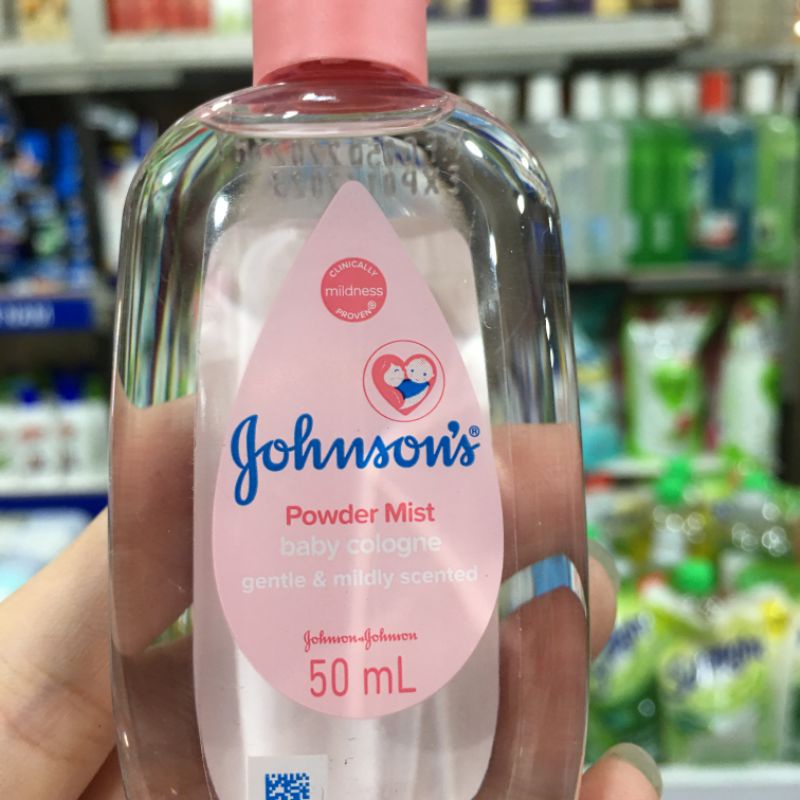 CLINICALLY
mildness
PROVEN®
Johnson's®
Powder Mist
baby cologne
gentle & mildly scented
Johnson & Johnson
50 mL